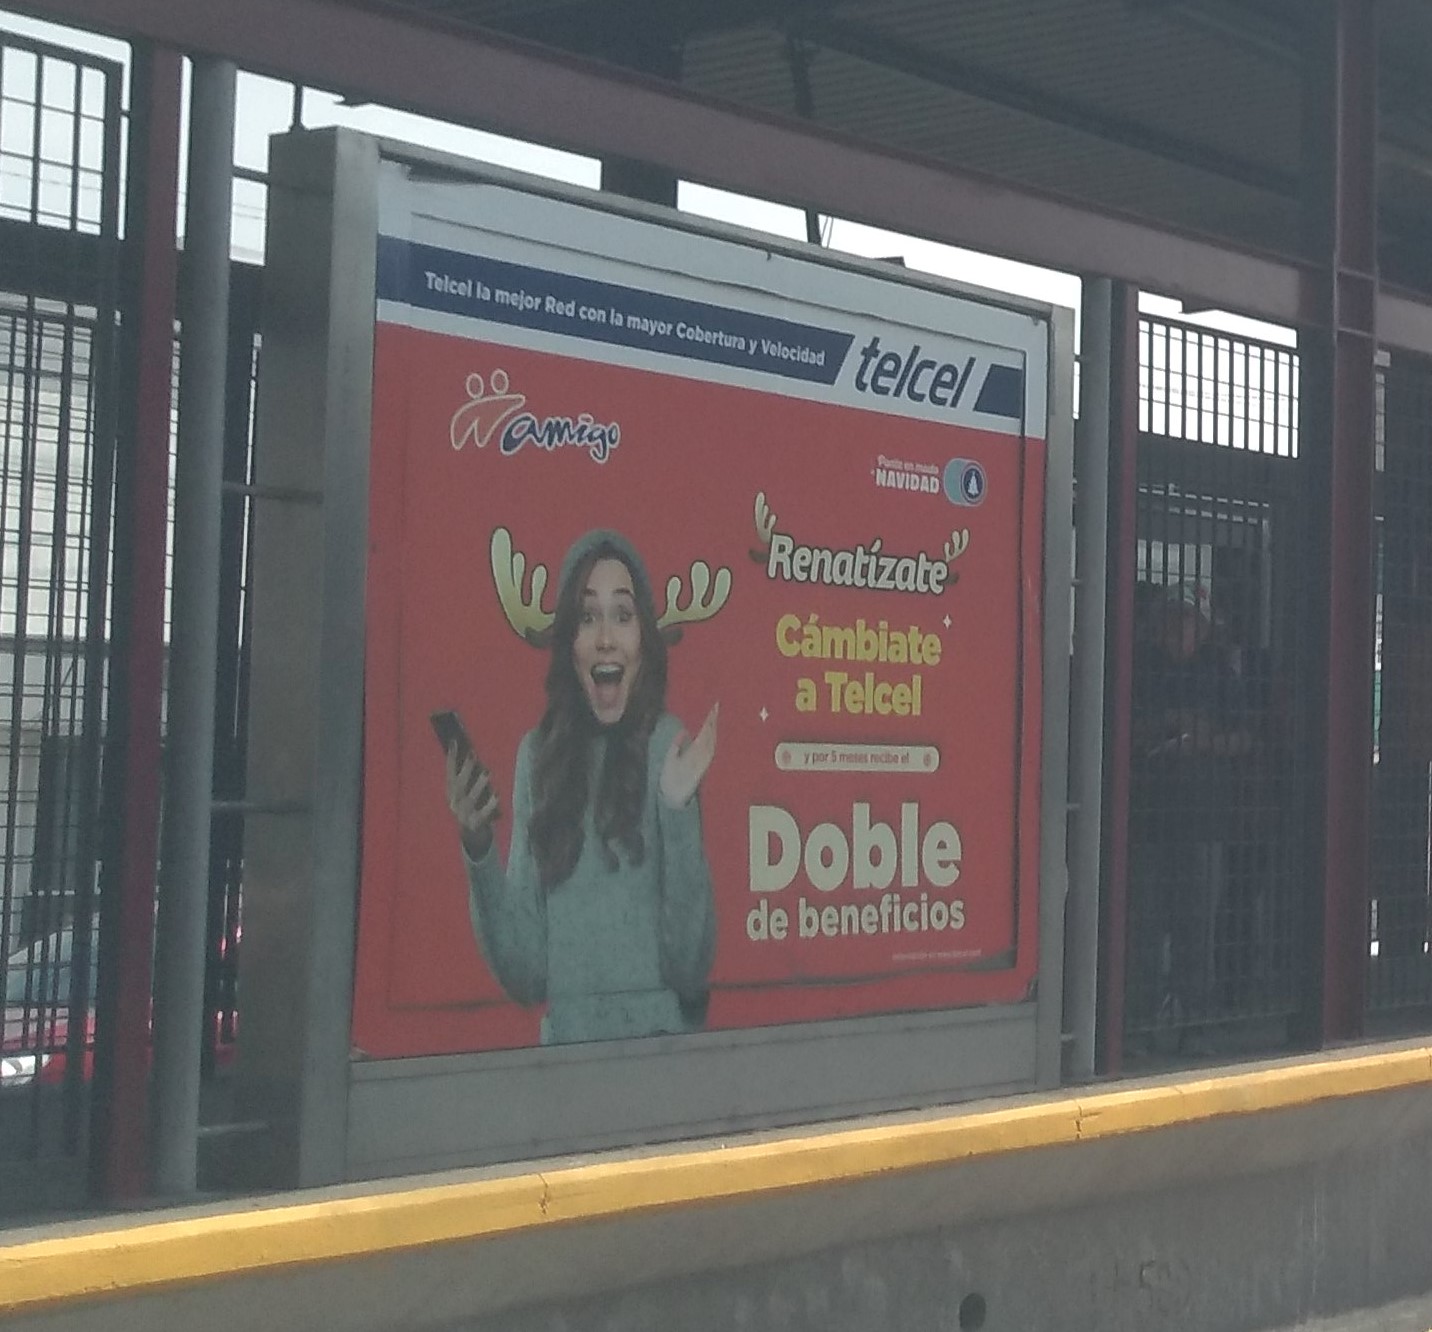 Telcel la mejor Red con la mayor Cobertura y Velocidad
telcel
amigo
Ponte en modo
NAVIDAD
Renatízate
Cámbiate
a Telcel
y por 5 meses recibe el
Doble
de beneficios